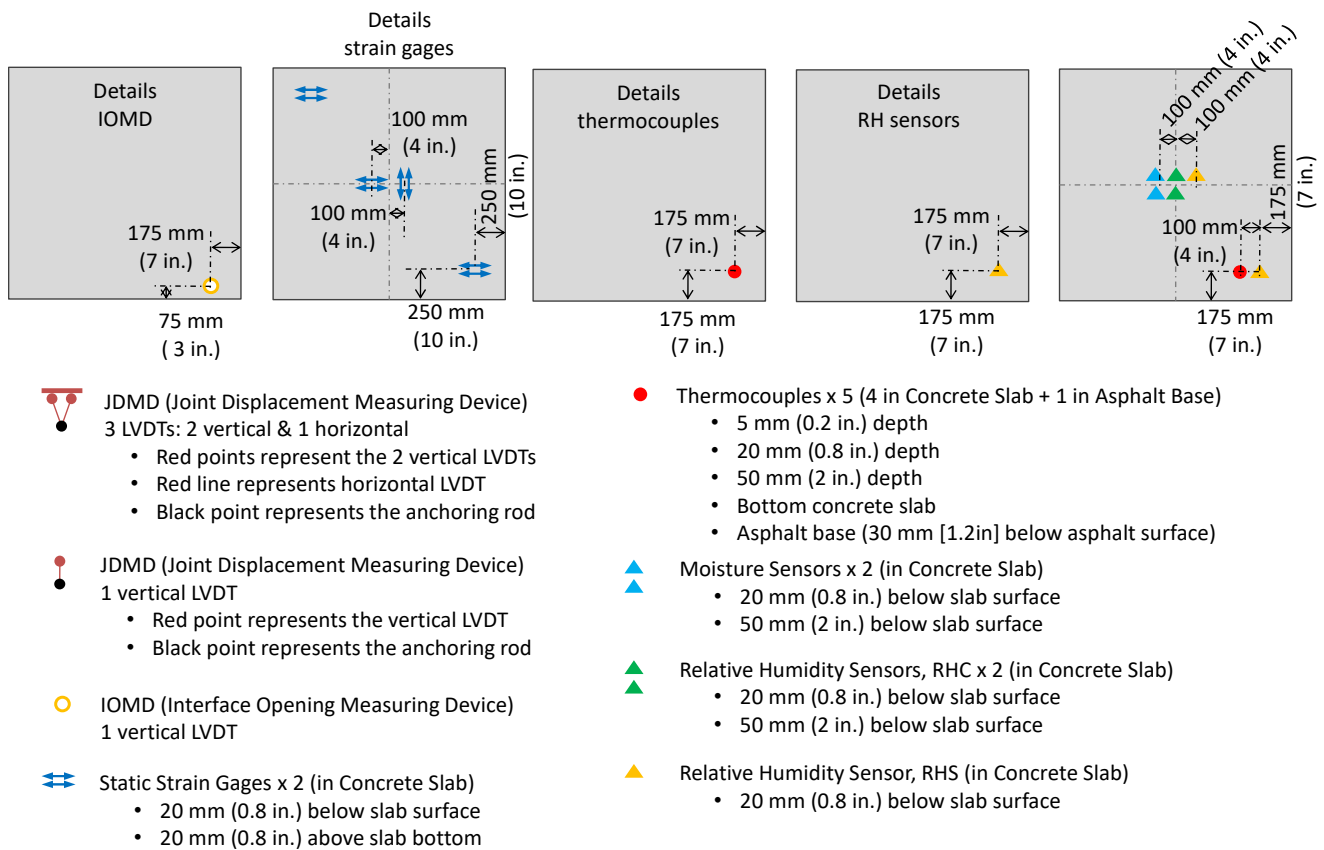 Details
strain gages
Details
IOMD
175 mm
(7 in.)
75 mm
( 3 in.)
100 mm
(4 in.)
100 mm
(4 in.)
250 mm
(10 in.)
250 mm
(10 in.)
Details
thermocouples
175 mm
(7 in.)
175 mm
(7 in.)
Details
RH sensors
175 mm
(7 in.)
175 mm
(7 in.)
100 mm (4 in.)
100 mm (4 in.)
100 mm
(4 in.)
175 mm
(7 in.)
175 mm
(7 in.)
JDMD (Joint Displacement Measuring Device)
3 LVDTs: 2 vertical & 1 horizontal
• Red points represent the 2 vertical LVDTs
• Red line represents horizontal LVDT
• Black point represents the anchoring rod
JDMD (Joint Displacement Measuring Device)
1 vertical LVDT
• Red point represents the vertical LVDT
• Black point represents the anchoring rod
IOMD (Interface Opening Measuring Device)
1 vertical LVDT
Static Strain Gages x 2 (in Concrete Slab)
• 20 mm (0.8 in.) below slab surface
• 20 mm (0.8 in.) above slab bottom
Thermocouples x 5 (4 in Concrete Slab + 1 in Asphalt Base)
• 5 mm (0.2 in.) depth
• 20 mm (0.8 in.) depth
• 50 mm (2 in.) depth
• Bottom concrete slab
• Asphalt base (30 mm [1.2in] below asphalt surface)
Moisture Sensors x 2 (in Concrete Slab)
• 20 mm (0.8 in.) below slab surface
• 50 mm (2 in.) below slab surface
Relative Humidity Sensors, RHC x 2 (in Concrete Slab)
• 20 mm (0.8 in.) below slab surface
• 50 mm (2 in.) below slab surface
Relative Humidity Sensor, RHS (in Concrete Slab)
• 20 mm (0.8 in.) below slab surface